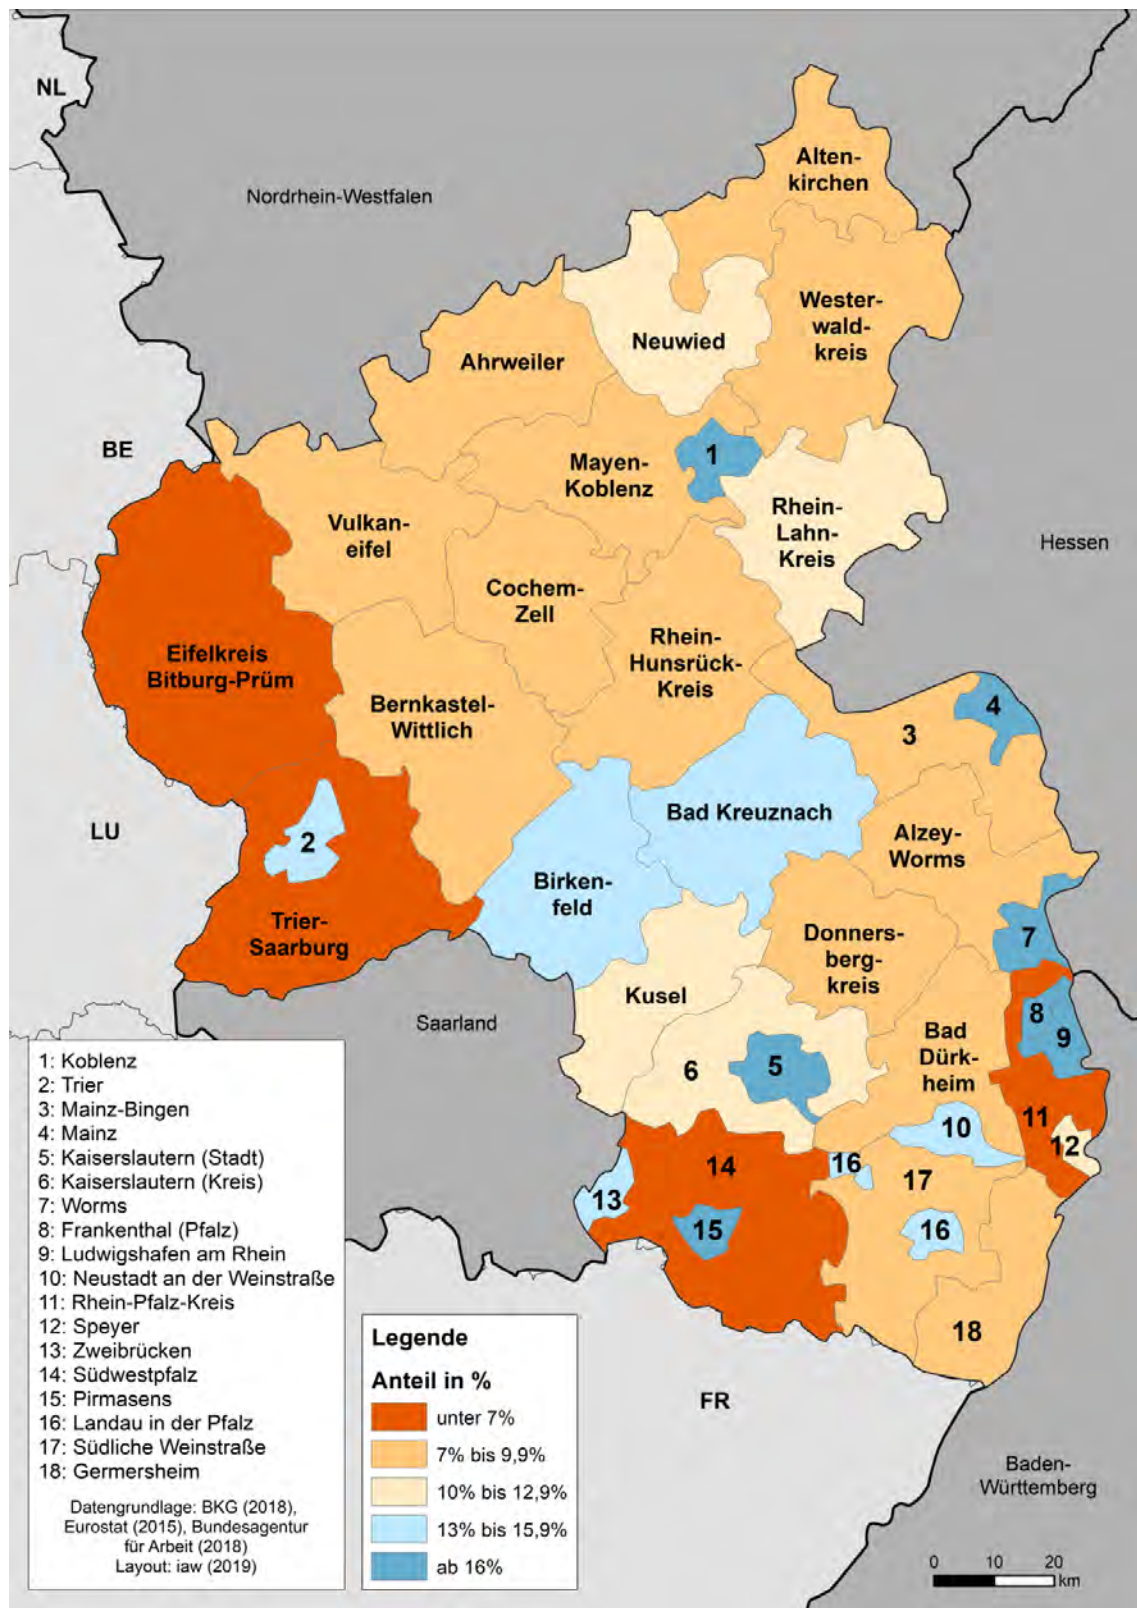 NL
Nordrhein-Westfalen
Alten-
kirchen
Wester-
wald-
kreis
Neuwied
Ahrweiler
BE
1
Mayen-
Koblenz
Rhein-
Lahn-
Kreis
Vulkan-
eifel
Hessen
Cochem-
Zell
Eifelkreis
Bitburg-Prüm
Rhein-
Hunsrück-
Kreis
Bernkastel-
Wittlich
4
3
Bad Kreuznach
LU
2
Alzey-
Worms
Birken-
feld
Trier-
Saarburg
Donners-
berg-
kreis
7
Kusel
Saarland
8
9
Bad
Dürk-
heim
5
6
11
10
12
14
16
17
13
15
16
18
1: Koblenz
2: Trier
3: Mainz-Bingen
4: Mainz
5: Kaiserslautern (Stadt)
6: Kaiserslautern (Kreis)
7: Worms
8: Frankenthal (Pfalz)
9: Ludwigshafen am Rhein
10: Neustadt an der Weinstraße
11: Rhein-Pfalz-Kreis
12: Speyer
13: Zweibrücken
14: Südwestpfalz
15: Pirmasens
16: Landau in der Pfalz
17: Südliche Weinstraße
18: Germersheim
Datengrundlage: BKG (2018),
Eurostat (2015), Bundesagentur
für Arbeit (2018)
Layout: iaw (2019)
Legende
Anteil in %
unter 7%
7% bis 9,9%
10% bis 12,9%
13% bis 15,9%
ab 16%
FR
Baden-
Württemberg
0 10 20
km